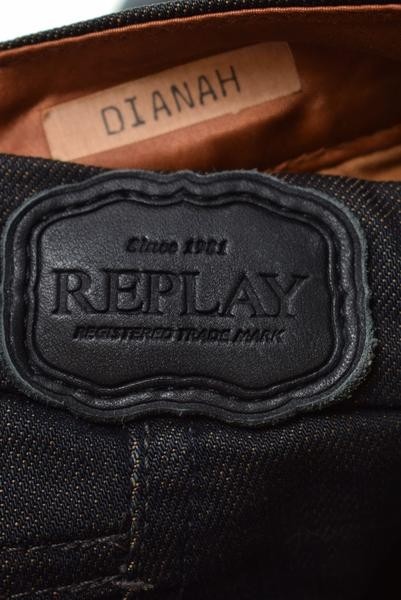 DIANAH
Since 1981
REPLAY
REGISTERED TRADE MARK